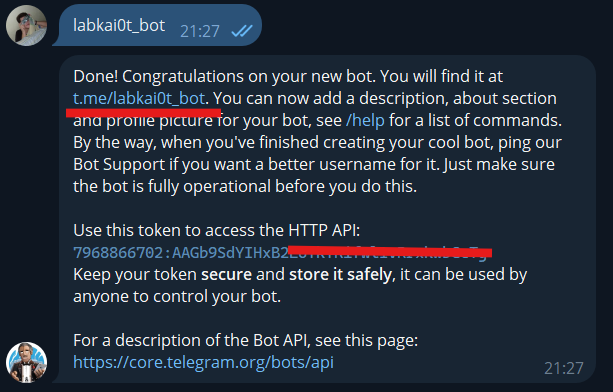 labkai0t_bot 21:27
Done! Congratulations on your new bot. You will find it at
t.me/labkai0t_bot. You can now add a description, about section
and profile picture for your bot, see /help for a list of commands.
By the way, when you've finished creating your cool bot, ping our
Bot Support if you want a better username for it. Just make sure
the bot is fully operational before you do this.
Use this token to access the HTTP API:
7968866702:AAGb9SdYIHxB2
Keep your token secure and store it safely, it can be used by
anyone to control your bot.
For a description of the Bot API, see this page:
https://core.telegram.org/bots/api 21:27